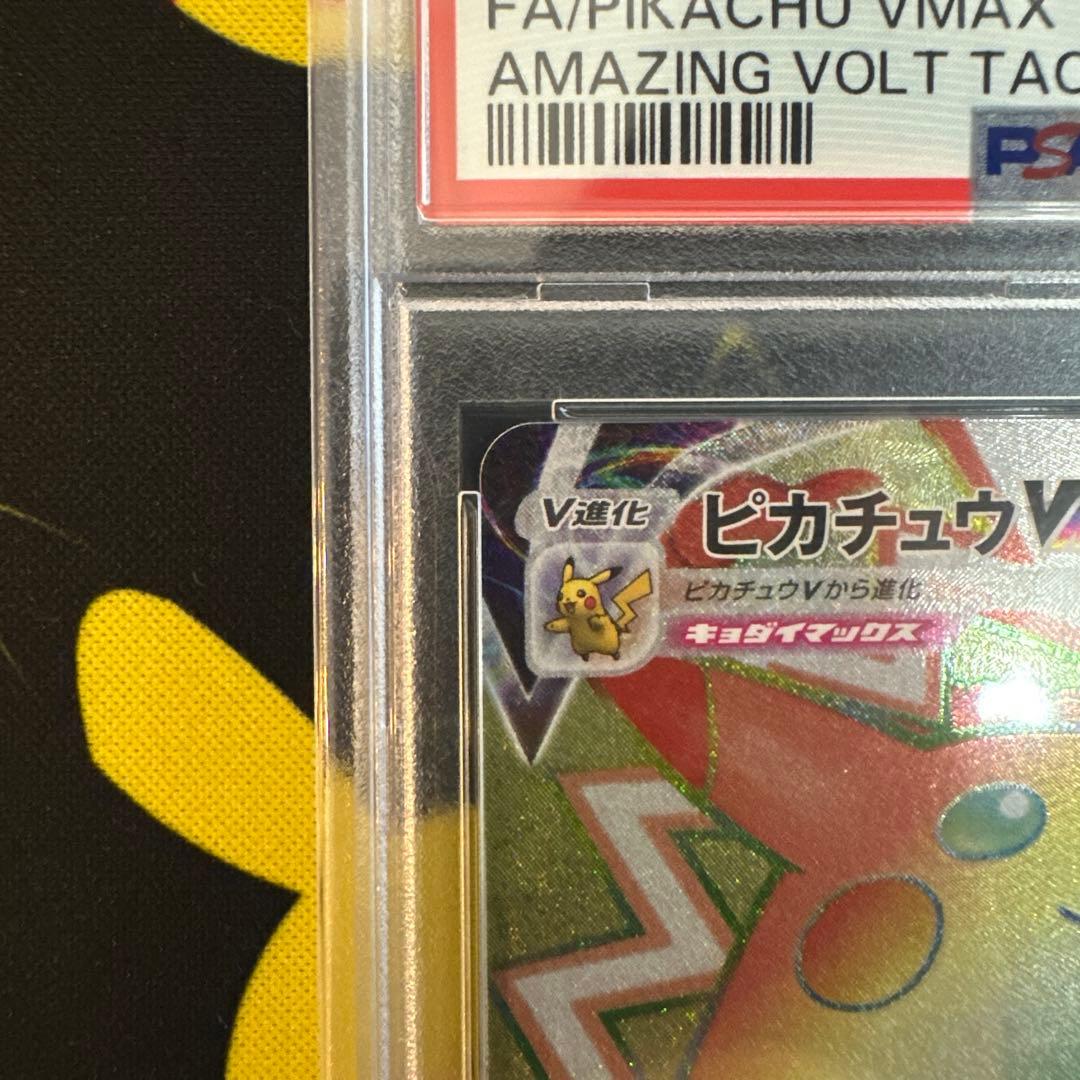 FA/PIKACHU VMAX
AMAZING VOLT TAC
PSA
V進化
ピカチュウV
ピカチュウVから進化
キョダイマックス